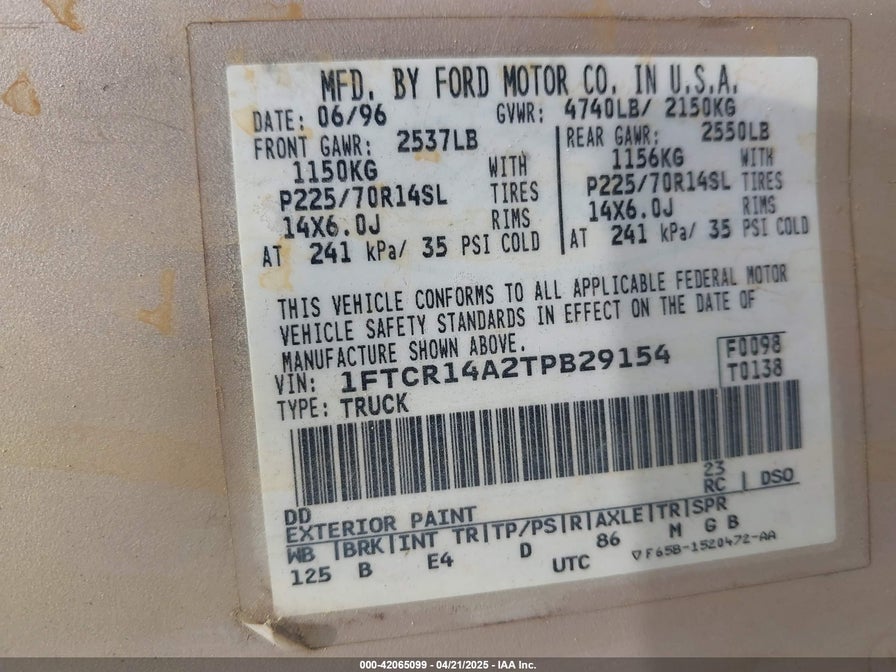 MFD. BY FORD MOTOR CO. IN U.S.A.
DATE: 06/96 GVWR: 4740LB/ 2150KG
FRONT GAWR: 2537LB REAR GAWR: 2550LB
1150KG WITH 1156KG WITH
P225/70R14SL TIRES P225/70R14SL TIRES
14X6.0J RIMS 14X6.0J RIMS
AT 241 kPa/ 35 PSI COLD AT 241 kPa/ 35 PSI COLD
THIS VEHICLE CONFORMS TO ALL APPLICABLE FEDERAL MOTOR
VEHICLE SAFETY STANDARDS IN EFFECT ON THE DATE OF
MANUFACTURE SHOWN ABOVE.
VIN: 1FTCR14A2TPB29154 F0098
TYPE: TRUCK T0138
23
DD RC DSO
EXTERIOR PAINT
WB BRK INT TR TP/PS R AXLE TR SPR
125 B E4 D 86 M G B
UTC ▽F65B-1520472-AA
000-42065099 - 04/21/2025 - IAA Inc.